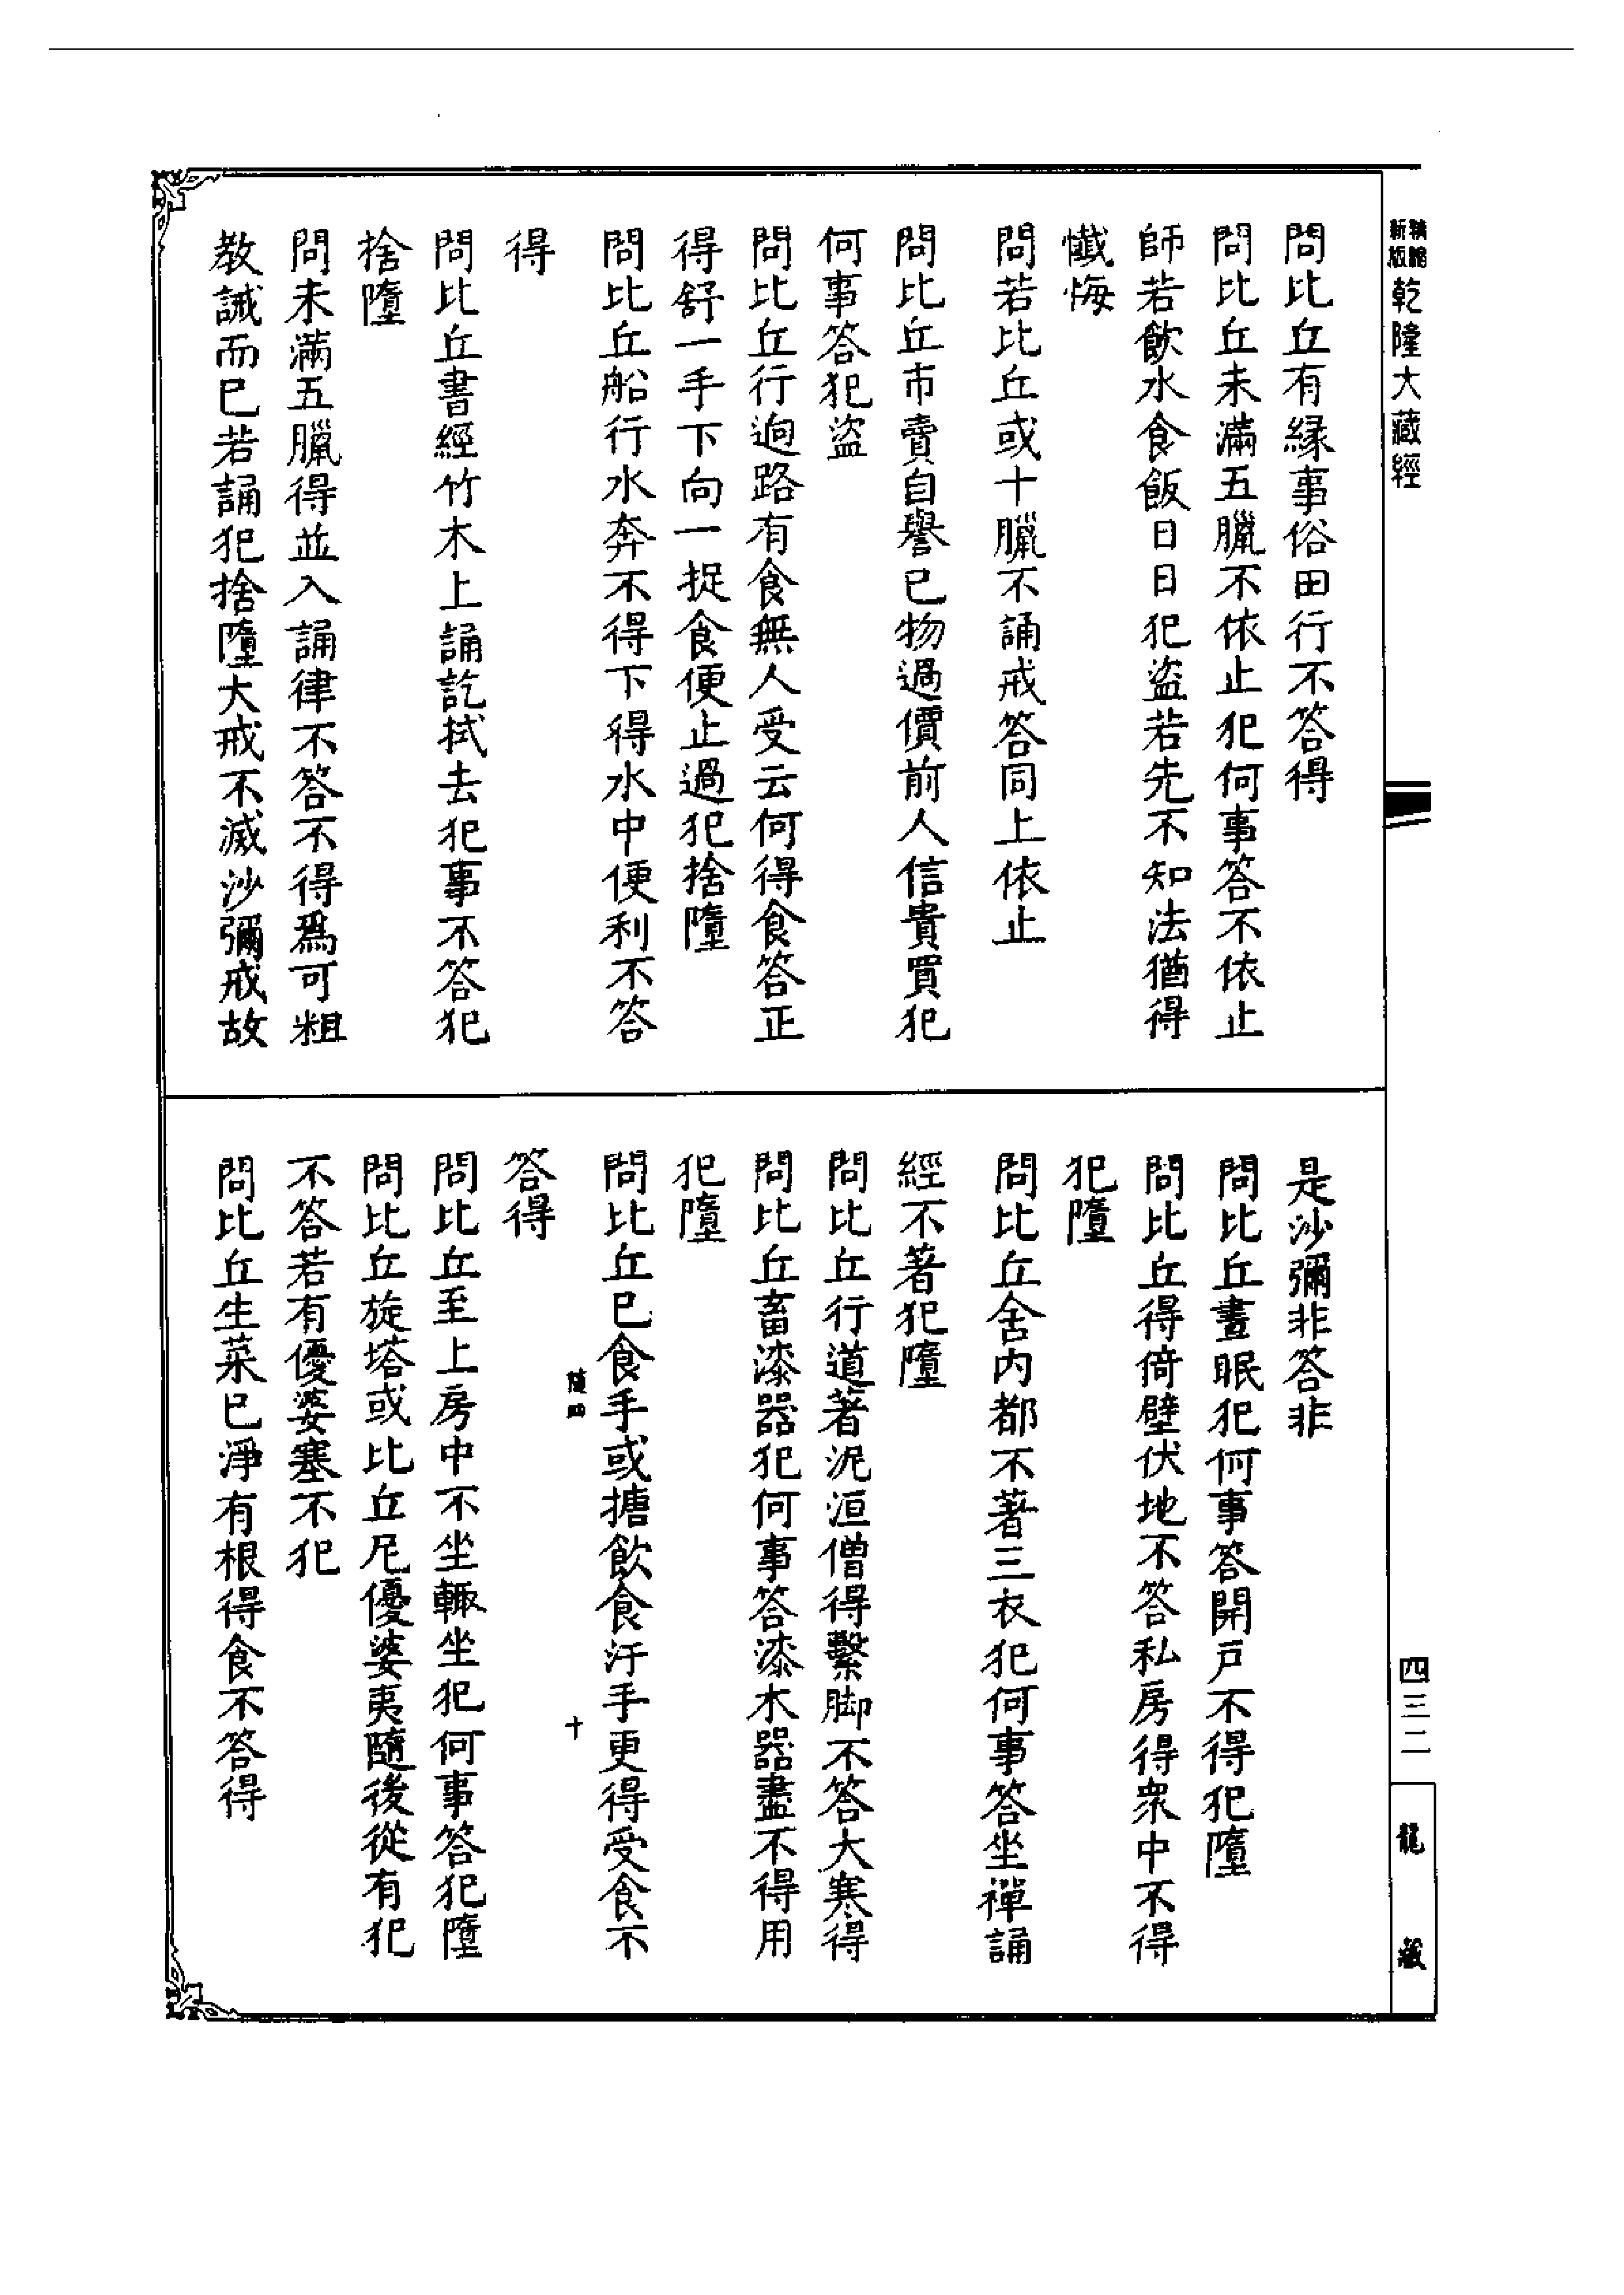 新版精縮乾隆大藏經
問比丘有緣事俗田行不答得
問比丘未滿五臘不依止犯何事答不依止
師若飲水食飯日日犯盜若先不知法猶得
懺悔
問若比丘或十臘不誦戒答同上依止
問比丘市賣自譽已物過價前人信貴買犯
何事答犯盜
問比丘行逈路有食無人受云何得食答正
得舒一手下向一捉食便止過犯捨墮
問比丘船行水奔不得下得水中便利不答
得
問比丘書經竹木上誦訖拭去犯事不答犯
捨墮
問未滿五臘得並入誦律不答不得爲可粗
教誡而已若誦犯捨墮大戒不滅沙彌戒故
是沙彌非答非
問比丘晝眠犯何事答開戸不得犯墮
問比丘得倚壁伏地不答私房得衆中不得
犯墮
問比丘舍内都不著三衣犯何事答坐禪誦
經不著犯墮
問比丘行道著泥洹僧得繫脚不答大寒得
問比丘畜漆器犯何事答漆木器盡不得用
犯墮
問比丘已食手或搪飲食汙手更得受食不
十
答得
問比丘至上房中不坐輙坐犯何事答犯墮
問比丘旋塔或比丘尼優婆夷隨後從有犯
不答若有優婆塞不犯
問比丘生菜已淨有根得食不答得
四三二
龍藏